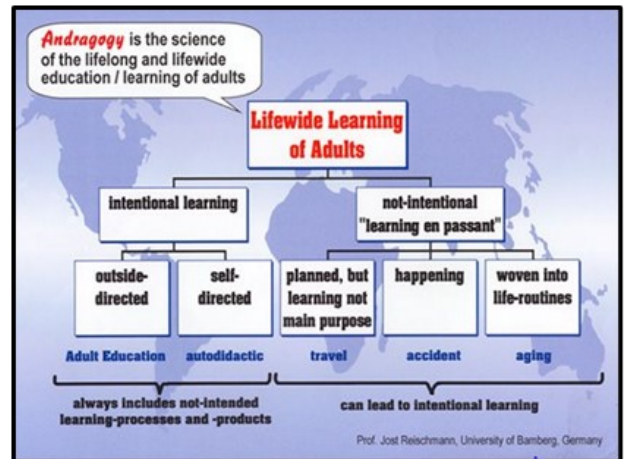 Andragogy is the science
of the lifelong and lifewide
education / learning of adults
Lifewide Learning
of Adults
intentional learning
not-intentional
"learning en passant"
outside-
directed
self-
directed
planned, but
learning not
main purpose
happening
woven into
life-routines
Adult Education
autodidactic
travel
accident
aging
always includes not-intended
learning-processes and -products
can lead to intentional learning
Prof. Jost Reischmann, University of Bamberg, Germany